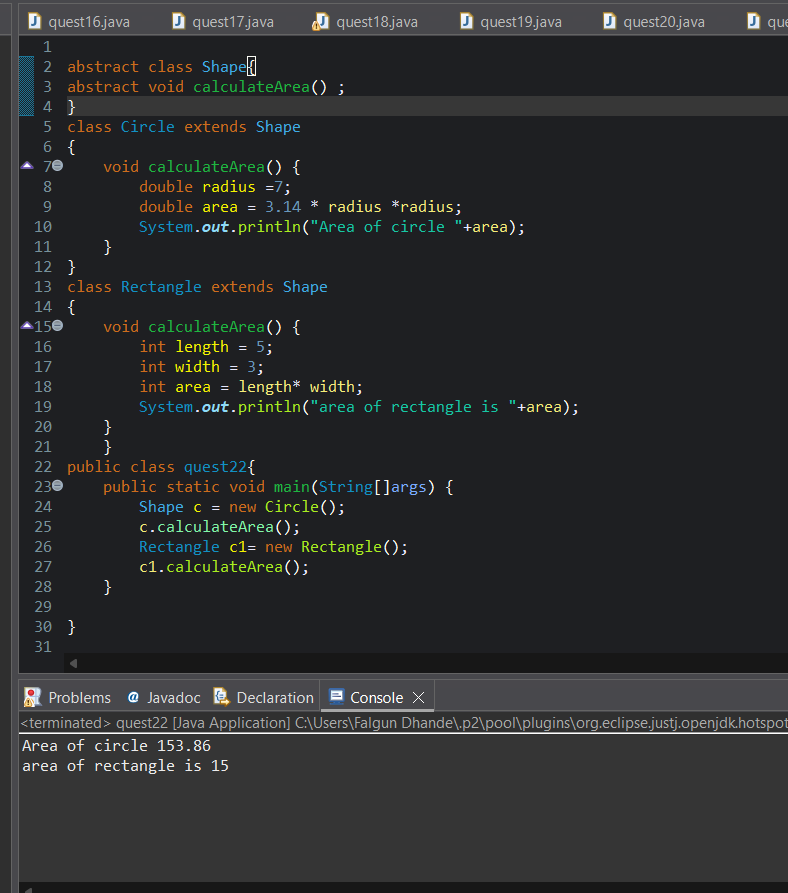 quest16.java quest17.java quest18.java quest19.java quest20.java
1
2 abstract class Shape{
3 abstract void calculateArea() ;
4 }
5 class Circle extends Shape
6 {
7 void calculateArea() {
8 double radius =7;
9 double area = 3.14 * radius *radius;
10 System.out.println("Area of circle "+area);
11 }
12 }
13 class Rectangle extends Shape
14 {
15 void calculateArea() {
16 int length = 5;
17 int width = 3;
18 int area = length* width;
19 System.out.println("area of rectangle is "+area);
20 }
21 }
22 public class quest22{
23 public static void main(String[]args) {
24 Shape c = new Circle();
25 c.calculateArea();
26 Rectangle c1= new Rectangle();
27 c1.calculateArea();
28 }
29
30 }
31
Problems @ Javadoc Declaration Console
<terminated> quest22 [Java Application] C:\Users\Falgun Dhande\.p2\pool\plugins\org.eclipse.justj.openjdk.hotspot
Area of circle 153.86
area of rectangle is 15